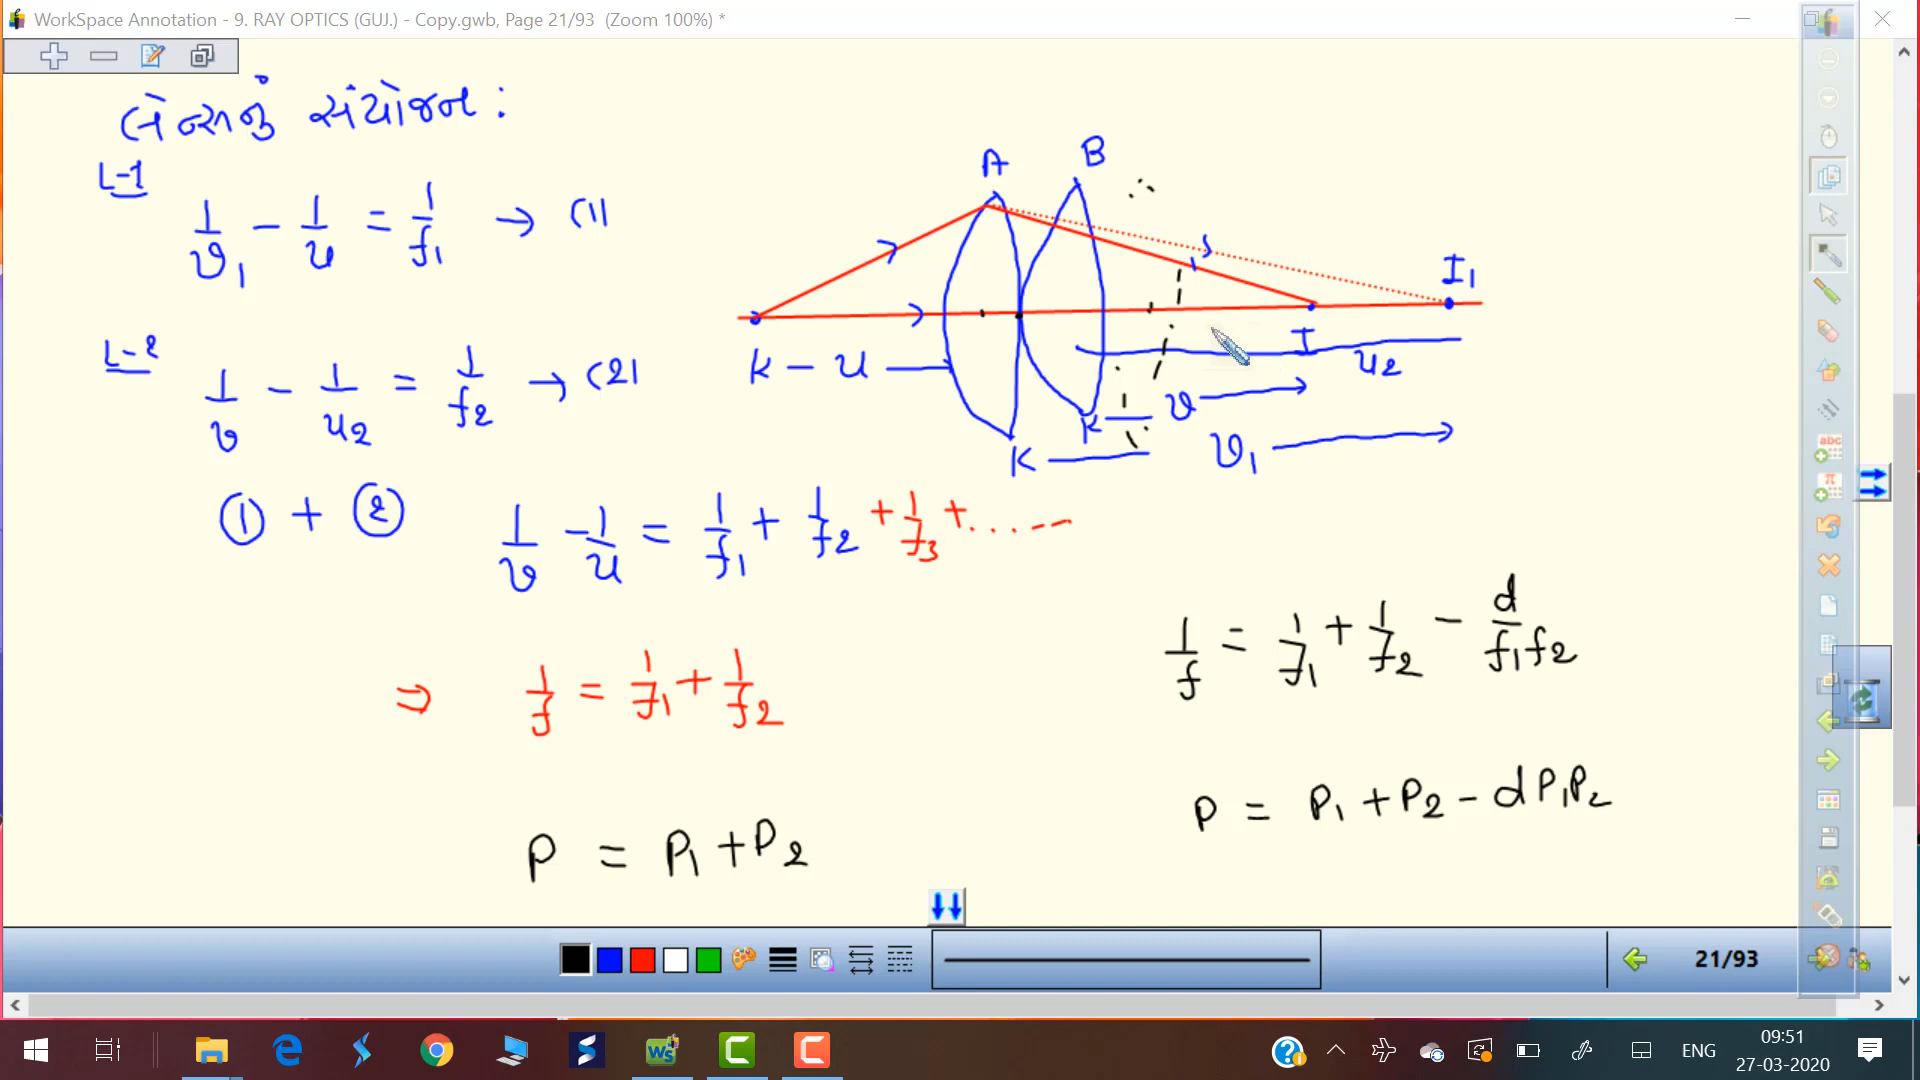 WorkSpace Annotation - 9. RAY OPTICS (GUJ.) - Copy.gwb, Page 21/93 (Zoom 100%) *
લેન્સનું સંયોજન :
L-1
1/v₁ - 1/u = 1/f₁ → (1)
L-2
1/v - 1/u₂ = 1/f₂ → (2)
① + ② 1/v - 1/u = 1/f₁ + 1/f₂ + 1/f₃ + ......
⇒ 1/f = 1/f₁ + 1/f₂
P = P₁ + P₂
A B
I₁
I
K - u
u₂
K — v →
K — v₁ →
1/f = 1/f₁ + 1/f₂ - d/f₁f₂
P = P₁ + P₂ - dP₁P₂
abc
π
21/93
ENG
09:51
27-03-2020